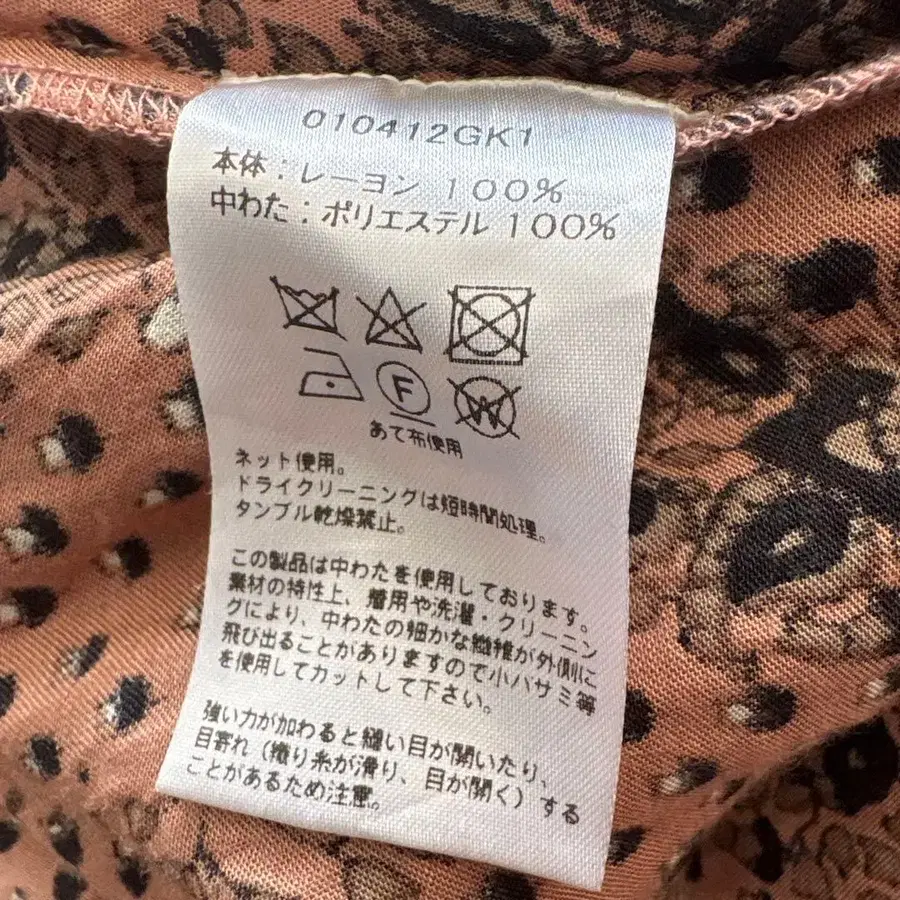 010412GK1
本体：レーヨン 100%
中わた：ポリエステル 100%
F
W
あて布使用
ネット使用。
ドライクリーニングは短時間処理。
タンブル乾燥禁止。
この製品は中わたを使用しております。
素材の特性上、着用や洗濯・クリーニン
グにより、中わたの細かな繊維が外側に
飛び出ることがありますので小バサミ等
を使用してカットして下さい。
強い力が加わると縫い目が開いたり、
目寄れ（織り糸が滑り、目が開く）する
ことがあるため注意。